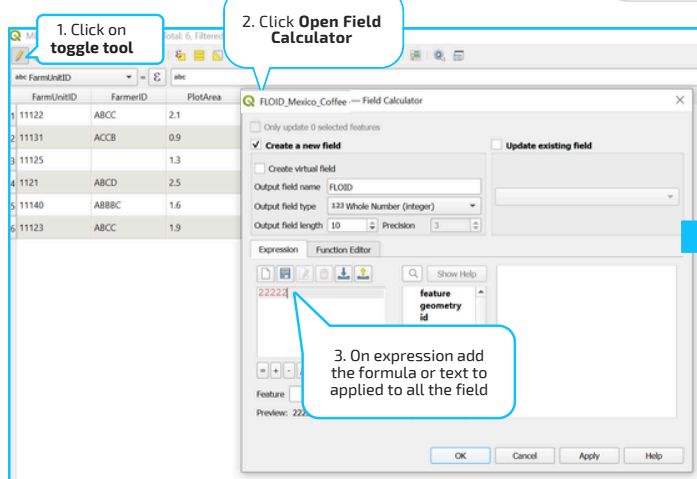 1. Click on
toggle tool
2. Click Open Field
Calculator
otal: 6, Filtered
abc FarmUnitID
=
ε
abc
FarmUnitID FarmerID PlotArea
1 11122 ABCC 2.1
2 11131 ACCB 0.9
3 11125 1.3
4 1121 ABCD 2.5
5 11140 ABBBC 1.6
6 11123 ABCC 1.9
FLOID_Mexico_Coffee — Field Calculator
Only update 0 selected features
Create a new field
Update existing field
Create virtual field
Output field name FLOID
Output field type 123 Whole Number (integer)
Output field length 10 Precision 3
Expression Function Editor
Show Help
22222
feature
geometry
id
3. On expression add
the formula or text to
applied to all the field
= + -
Feature
Preview: 222
OK Cancel Apply Help